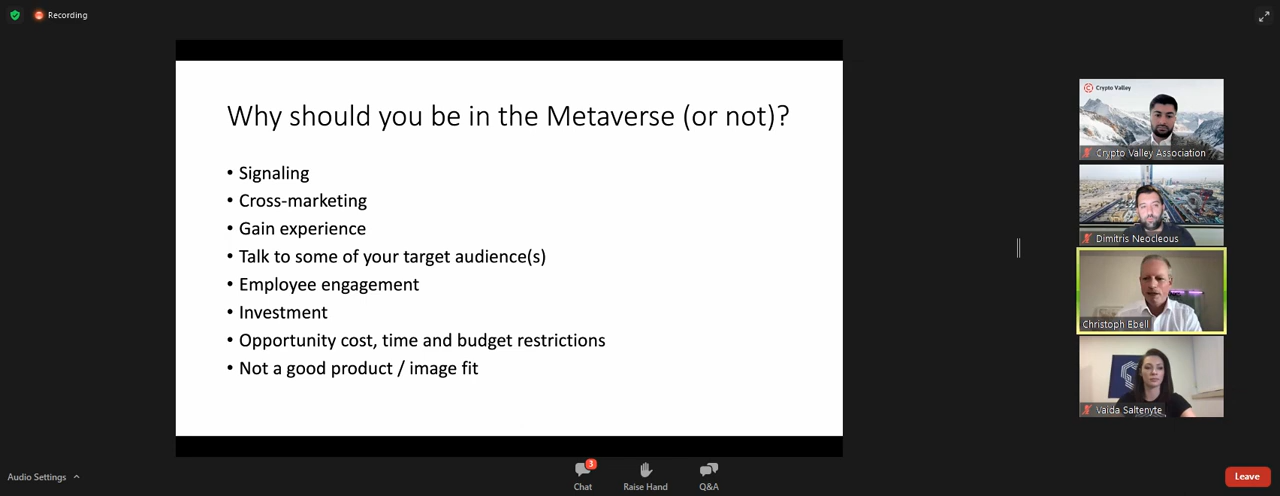 Recording
Why should you be in the Metaverse (or not)?
• Signaling
• Cross-marketing
• Gain experience
• Talk to some of your target audience(s)
• Employee engagement
• Investment
• Opportunity cost, time and budget restrictions
• Not a good product / image fit
Crypto Valley
Crypto Valley Association
Dimitris Neocleous
Christoph Ebell
Vaida Saltenyte
Audio Settings
3
Chat
Raise Hand
Q&A
Leave